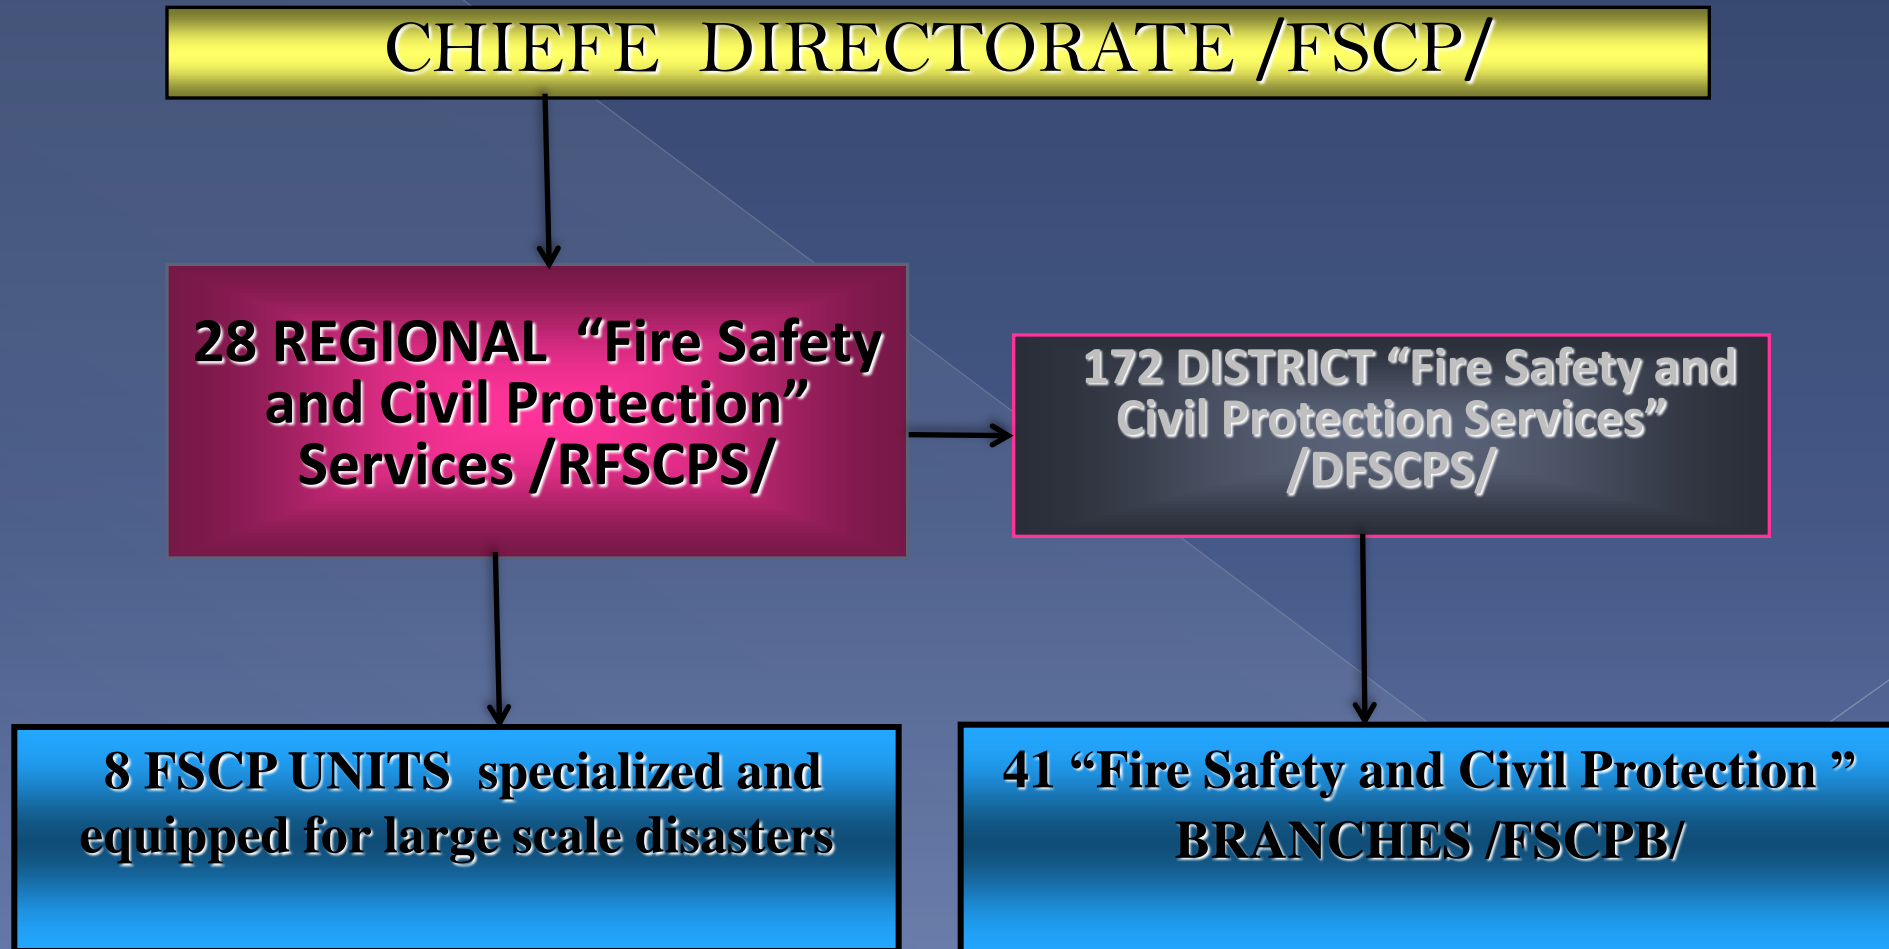 CHIEFE DIRECTORATE /FSCP/
28 REGIONAL “Fire Safety
and Civil Protection”
Services /RFSCPS/
172 DISTRICT “Fire Safety and
Civil Protection Services”
/DFSCPS/
8 FSCP UNITS specialized and
equipped for large scale disasters
41 “Fire Safety and Civil Protection ”
BRANCHES /FSCPB/